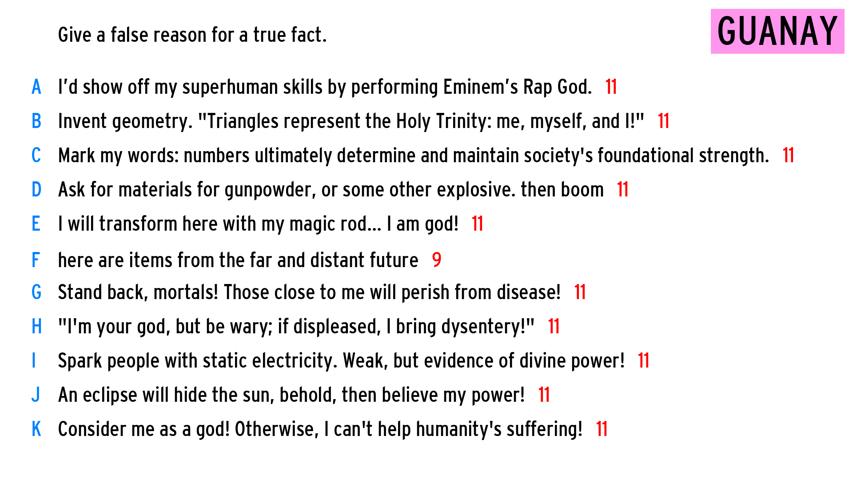 Give a false reason for a true fact.
GUANAY
A I'd show off my superhuman skills by performing Eminem's Rap God. 11
B Invent geometry. "Triangles represent the Holy Trinity: me, myself, and I!" 11
C Mark my words: numbers ultimately determine and maintain society's foundational strength. 11
D Ask for materials for gunpowder, or some other explosive. then boom 11
E I will transform here with my magic rod... I am god! 11
F here are items from the far and distant future 9
G Stand back, mortals! Those close to me will perish from disease! 11
H "I'm your god, but be wary; if displeased, I bring dysentery!" 11
I Spark people with static electricity. Weak, but evidence of divine power! 11
J An eclipse will hide the sun, behold, then believe my power! 11
K Consider me as a god! Otherwise, I can't help humanity's suffering! 11